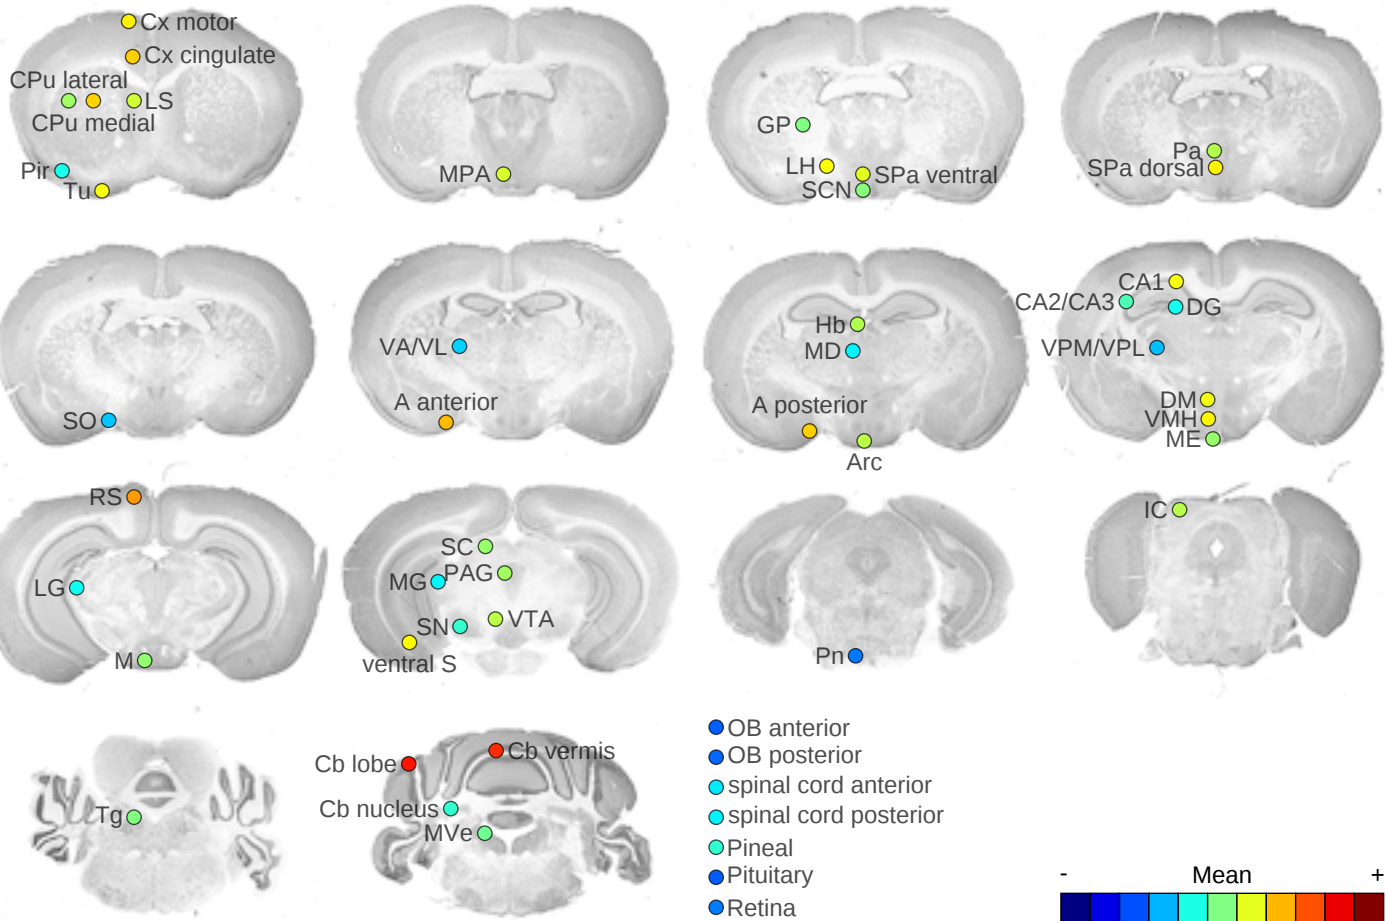 Cx motor
Cx cingulate
CPu lateral
LS
CPu medial
Pir
Tu
MPA
GP
LH
SPa ventral
SCN
Pa
SPa dorsal
SO
VA/VL
A anterior
Hb
MD
A posterior
Arc
CA1
CA2/CA3
DG
VPM/VPL
DM
VMH
ME
RS
LG
M
SC
PAG
MG
VTA
SN
ventral S
Pn
IC
Tg
Cb lobe
Cb vermis
Cb nucleus
MVe
OB anterior
OB posterior
spinal cord anterior
spinal cord posterior
Pineal
Pituitary
Retina
- Mean +